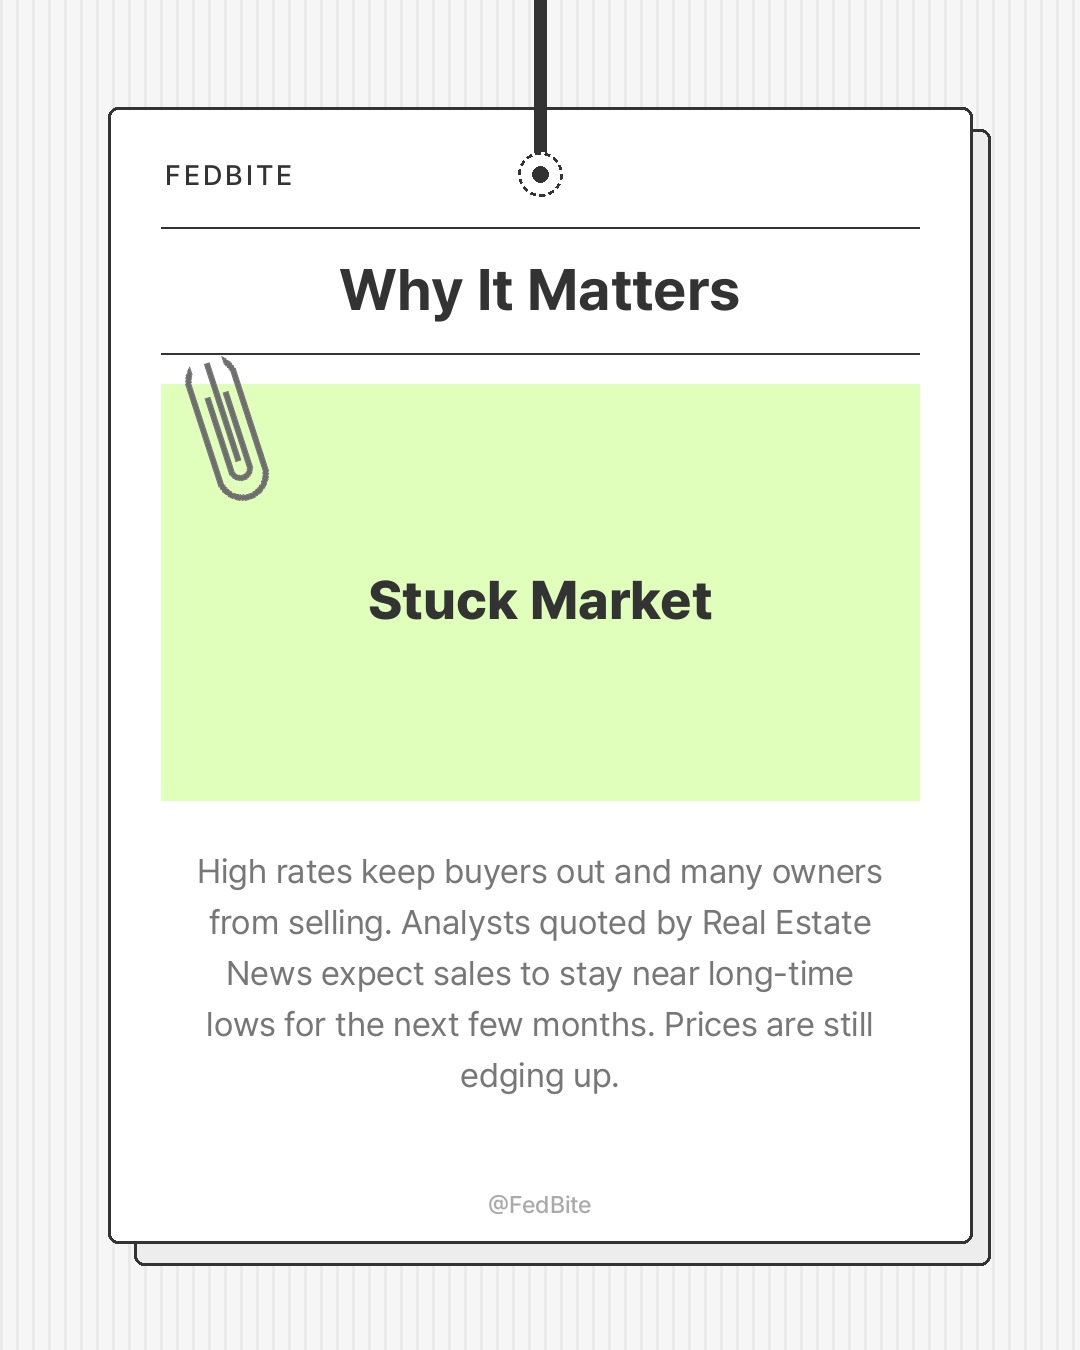 FEDBITE
Why It Matters
Stuck Market
High rates keep buyers out and many owners
from selling. Analysts quoted by Real Estate
News expect sales to stay near long-time
lows for the next few months. Prices are still
edging up.
@FedBite